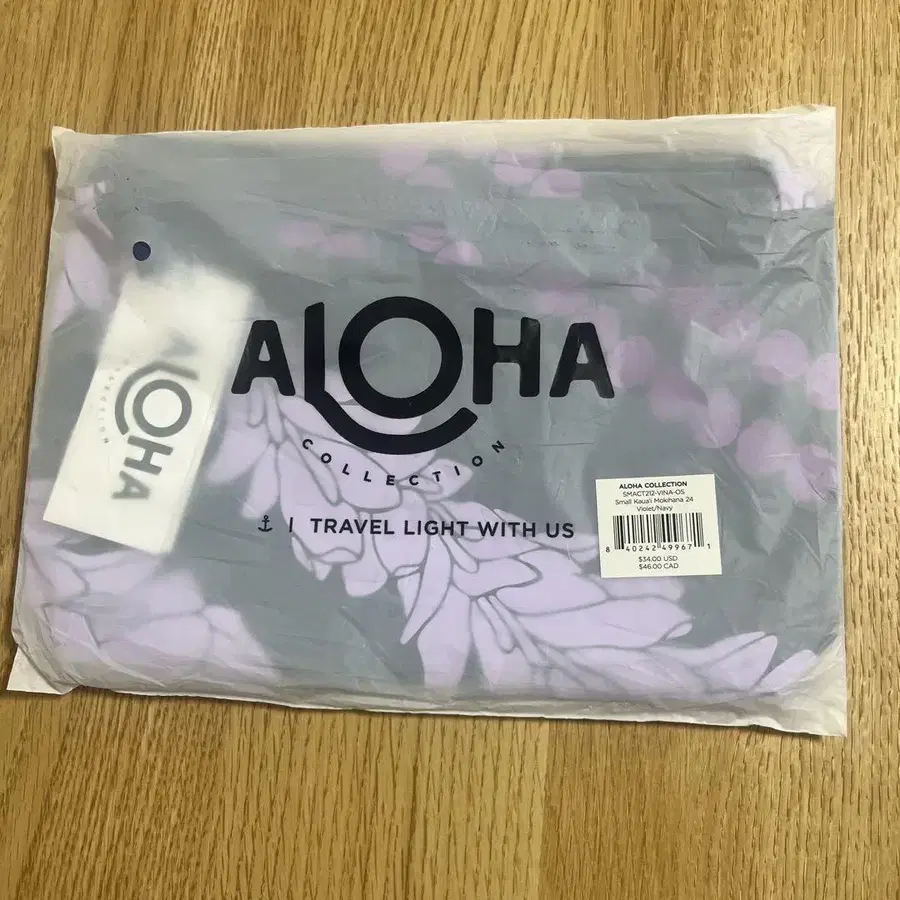 ALOHA
COLLECTION
⚓ | TRAVEL LIGHT WITH US
ALOHA
COLLECTION
ALOHA COLLECTION
SMACT212-VINA-OS
Small Kaua'i Mokihana 24
Violet/Navy
8 40242 49967 1
$34.00 USD
$46.00 CAD